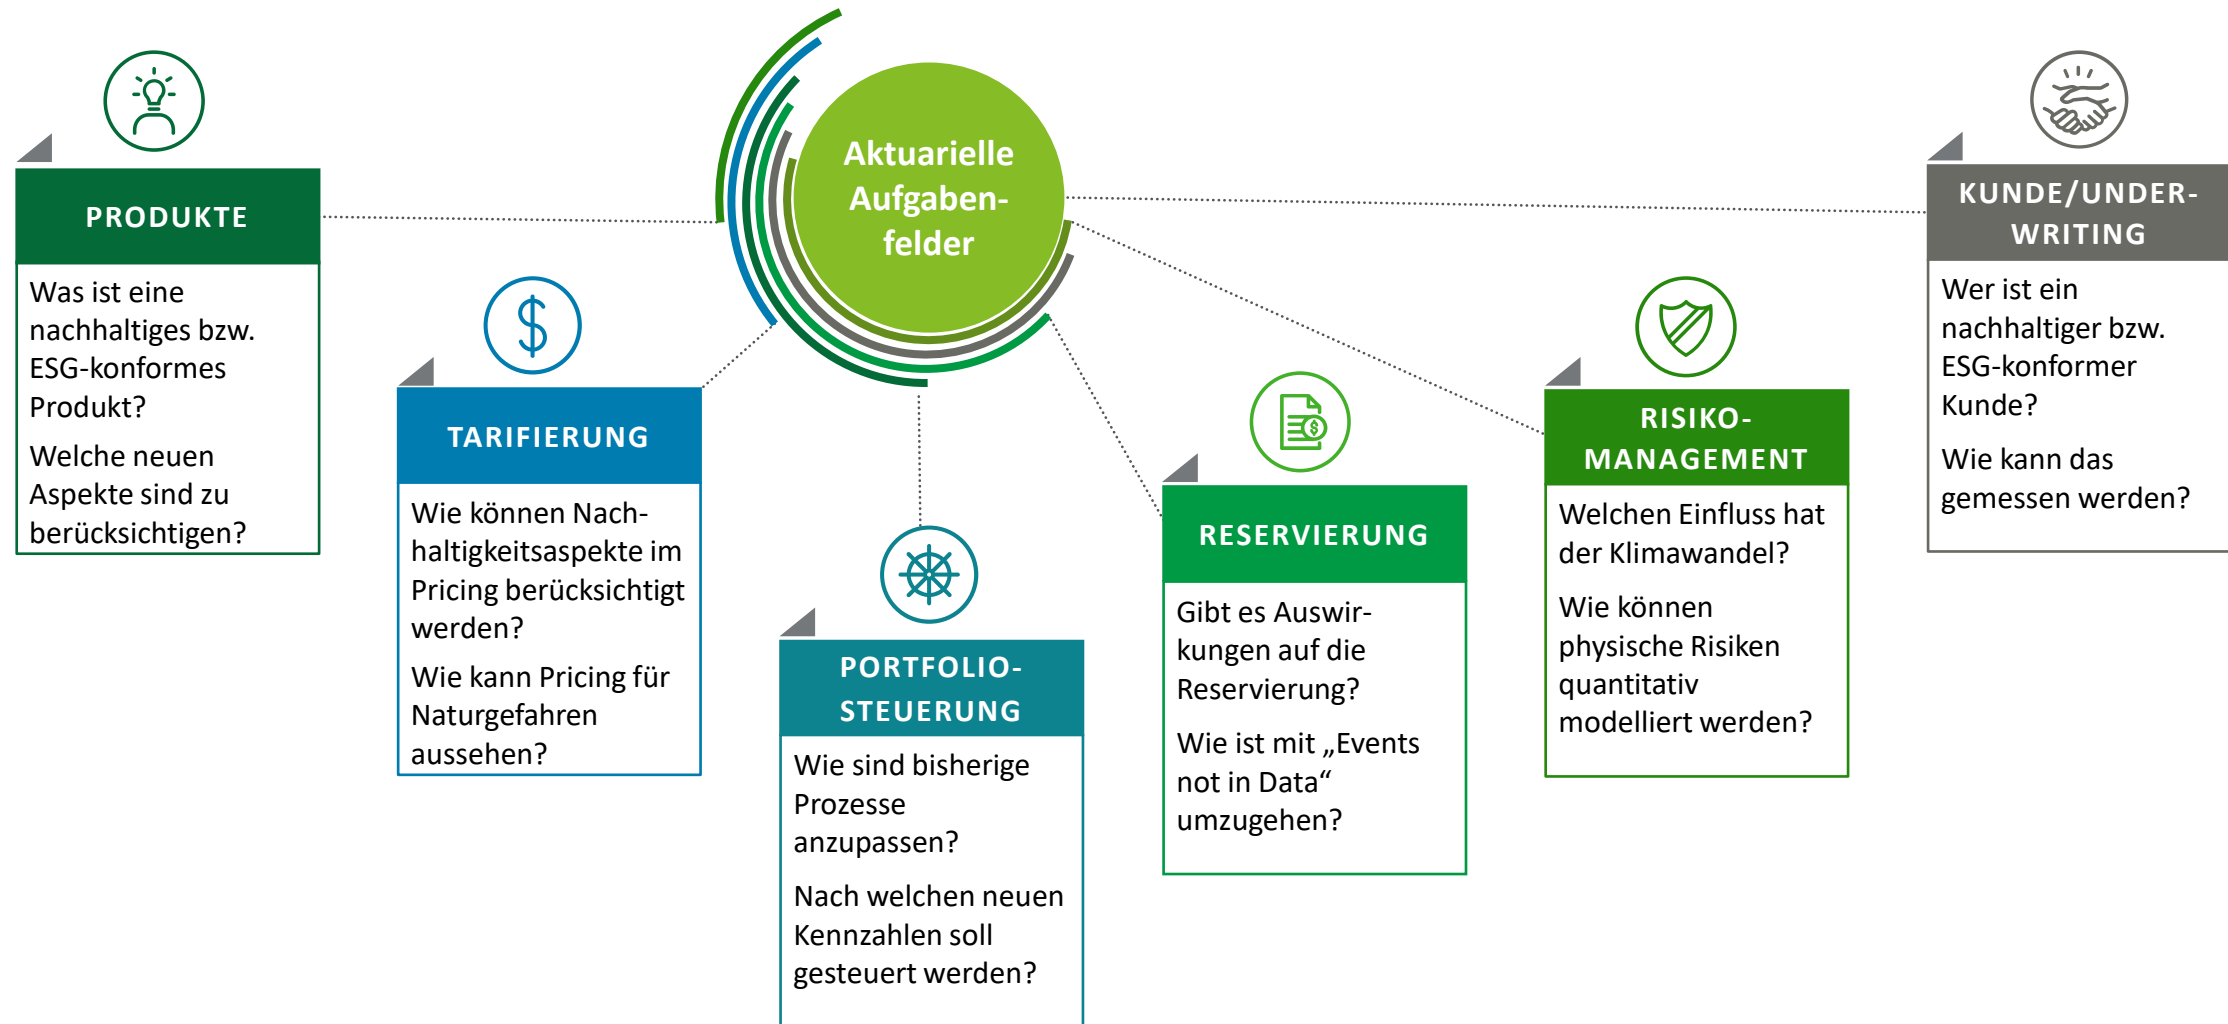 Aktuarielle
Aufgaben-
felder
PRODUKTE
Was ist eine
nachhaltiges bzw.
ESG-konformes
Produkt?
Welche neuen
Aspekte sind zu
berücksichtigen?
TARIFIERUNG
Wie können Nach-
haltigkeitsaspekte im
Pricing berücksichtigt
werden?
Wie kann Pricing für
Naturgefahren
aussehen?
PORTFOLIO-
STEUERUNG
Wie sind bisherige
Prozesse
anzupassen?
Nach welchen neuen
Kennzahlen soll
gesteuert werden?
RESERVIERUNG
Gibt es Auswir-
kungen auf die
Reservierung?
Wie ist mit „Events
not in Data“
umzugehen?
RISIKO-
MANAGEMENT
Welchen Einfluss hat
der Klimawandel?
Wie können
physische Risiken
quantitativ
modelliert werden?
KUNDE/UNDER-
WRITING
Wer ist ein
nachhaltiger bzw.
ESG-konformer
Kunde?
Wie kann das
gemessen werden?